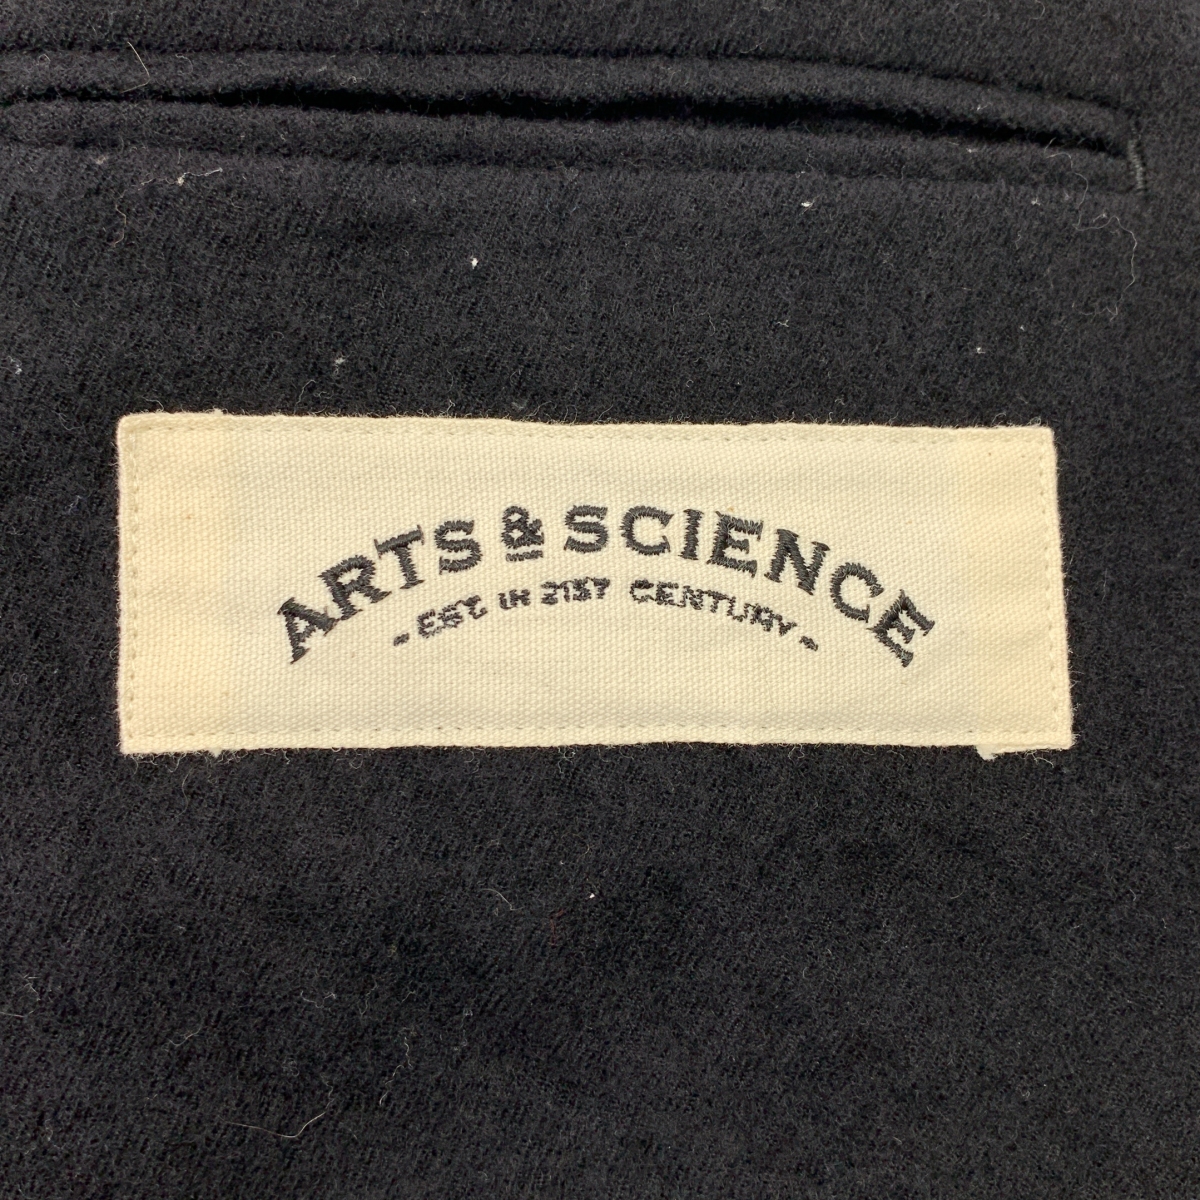 ARTS & SCIENCE
- EST. IN 21ST CENTURY -